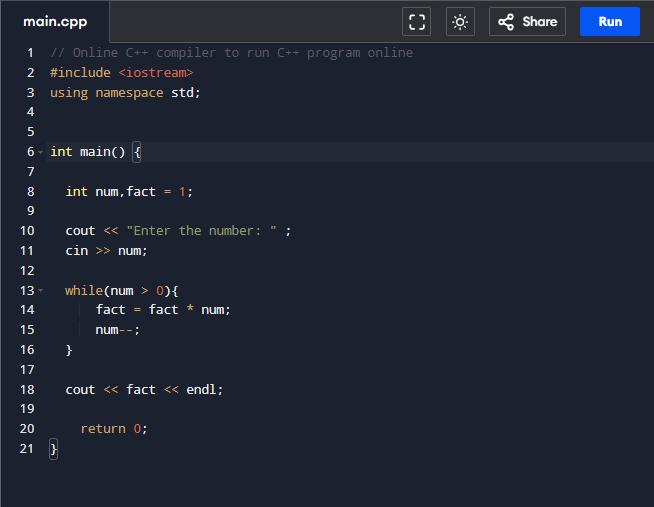 main.cpp Share Run
1 // Online C++ compiler to run C++ program online
2 #include <iostream>
3 using namespace std;
4
5
6 int main() {
7
8 int num,fact = 1;
9
10 cout << "Enter the number: " ;
11 cin >> num;
12
13 while(num > 0){
14 fact = fact * num;
15 num--;
16 }
17
18 cout << fact << endl;
19
20 return 0;
21 }